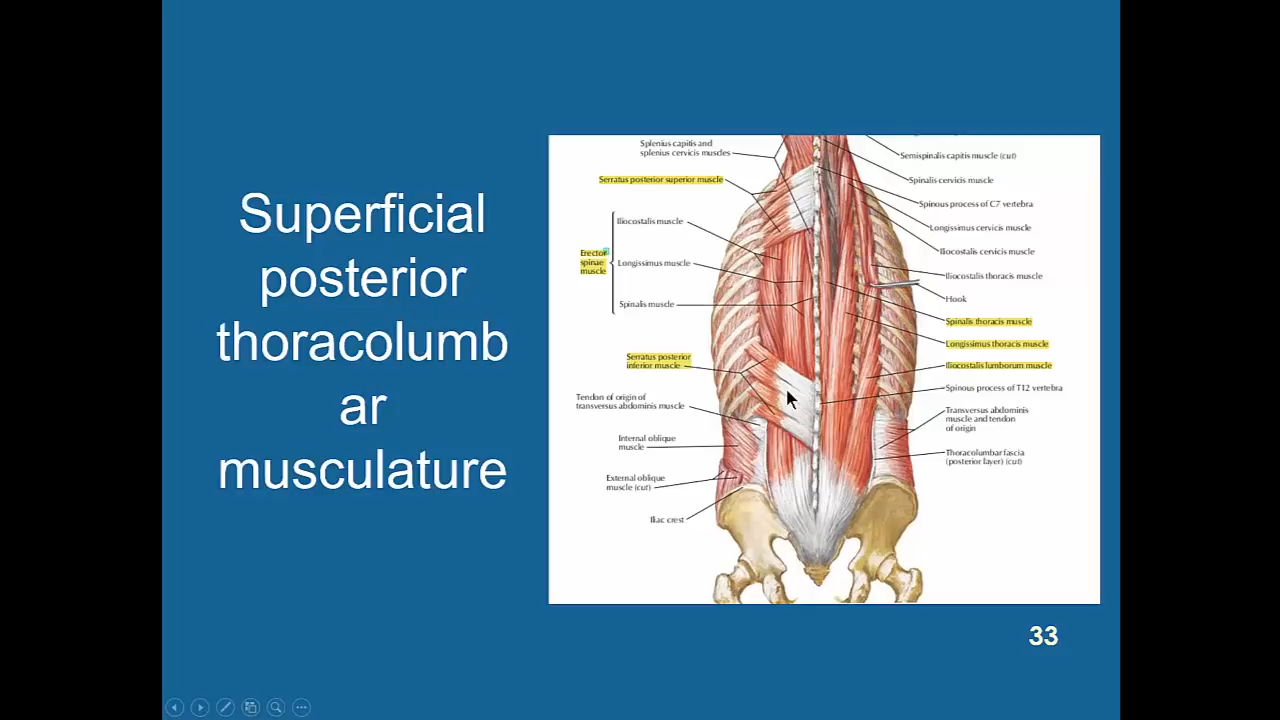 Superficial
posterior
thoracolumb
ar
musculature
Splenius capitis and
splenius cervicis muscles
Serratus posterior superior muscle
Iliocostalis muscle
Erector
spinae
muscle
Longissimus muscle
Spinalis muscle
Serratus posterior
inferior muscle
Tendon of origin of
transversus abdominis muscle
Internal oblique
muscle
External oblique
muscle (cut)
Iliac crest
Semispinalis capitis muscle (cut)
Spinalis cervicis muscle
Spinous process of C7 vertebra
Longissimus cervicis muscle
Iliocostalis cervicis muscle
Iliocostalis thoracis muscle
Hook
Spinalis thoracis muscle
Longissimus thoracis muscle
Iliocostalis lumborum muscle
Spinous process of T12 vertebra
Transversus abdominis
muscle and tendon
of origin
Thoracolumbar fascia
(posterior layer) (cut)
33